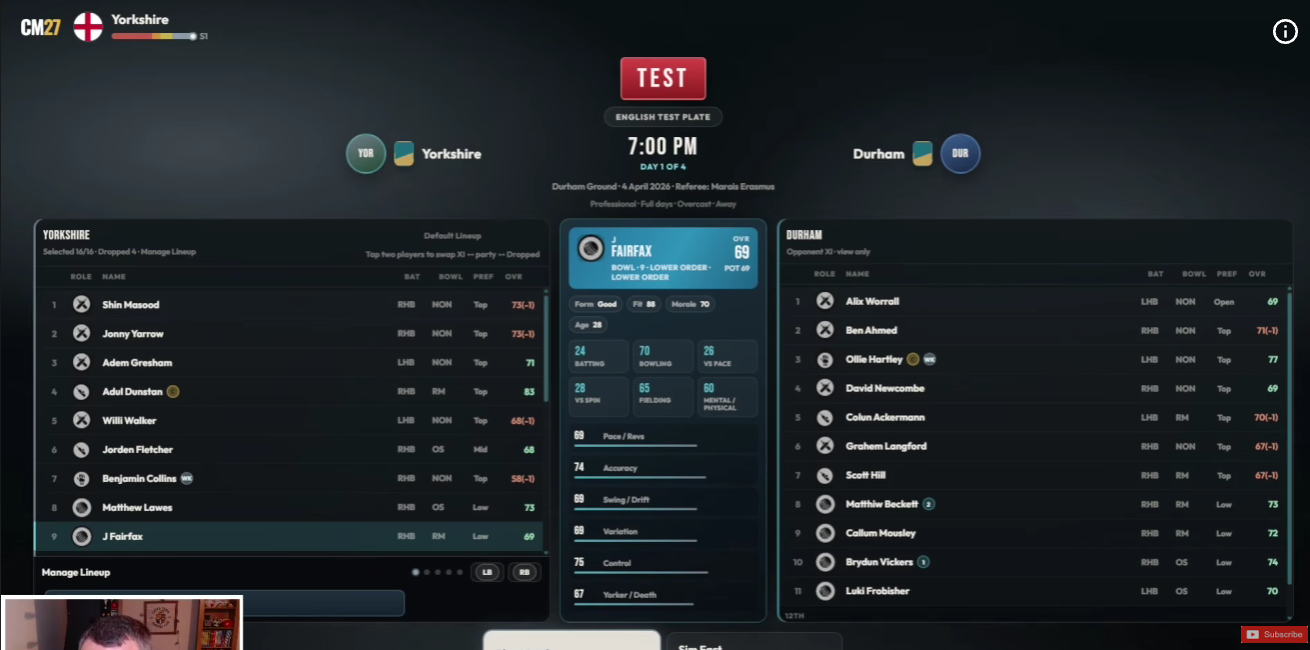 CM27
Yorkshire
S1
TEST
ENGLISH TEST PLATE
7:00 PM
DAY 1 OF 4
YOR Yorkshire
Durham DUR
Durham Ground · 4 April 2026 · Referee: Marais Erasmus
Professional · Full days · Overcast · Away
YORKSHIRE
Default Lineup
Selected 16/16 · Dropped 4 · Manage Lineup
Tap two players to swap XI -- party -- Dropped
ROLE NAME BAT BOWL PREF OVR
1 Shin Masood RHB NON Top 73(-1)
2 Jonny Yarrow RHB NON Top 73(-1)
3 Adem Gresham LHB NON Top 71
4 Adul Dunstan RHB RM Top 83
5 Willi Walker LHB NON Top 68(-1)
6 Jorden Fletcher RHB OS Mid 68
7 Benjamin Collins WK RHB NON Top 58(-1)
8 Matthew Lawes RHB OS Low 73
9 J Fairfax RHB RM Low 69
Manage Lineup LB RB
J
FAIRFAX
BOWL · 9 · LOWER ORDER ·
LOWER ORDER
OVR
69
POT 69
Form Good Fit 88 Morale 70
Age 28
24 70 26
BATTING BOWLING VS PACE
28 65 60
VS SPIN FIELDING MENTAL /
PHYSICAL
69 Pace / Revs
74 Accuracy
69 Swing / Drift
69 Variation
75 Control
67 Yorker / Death
DURHAM
Opponent XI · view only
ROLE NAME BAT BOWL PREF OVR
1 Alix Worrall LHB NON Open 69
2 Ben Ahmed RHB NON Top 71(-1)
3 Ollie Hartley WK LHB NON Top 77
4 David Newcombe RHB NON Top 69
5 Colun Ackermann LHB RM Top 70(-1)
6 Grahem Langford RHB NON Top 67(-1)
7 Scott Hill RHB RM Top 67(-1)
8 Matthiw Beckett 2 RHB RM Low 73
9 Callum Mousley RHB RM Low 72
10 Brydun Vickers 1 RHB OS Low 74
11 Luki Frobisher LHB OS Low 70
12TH
Sim Fast
Subscribe